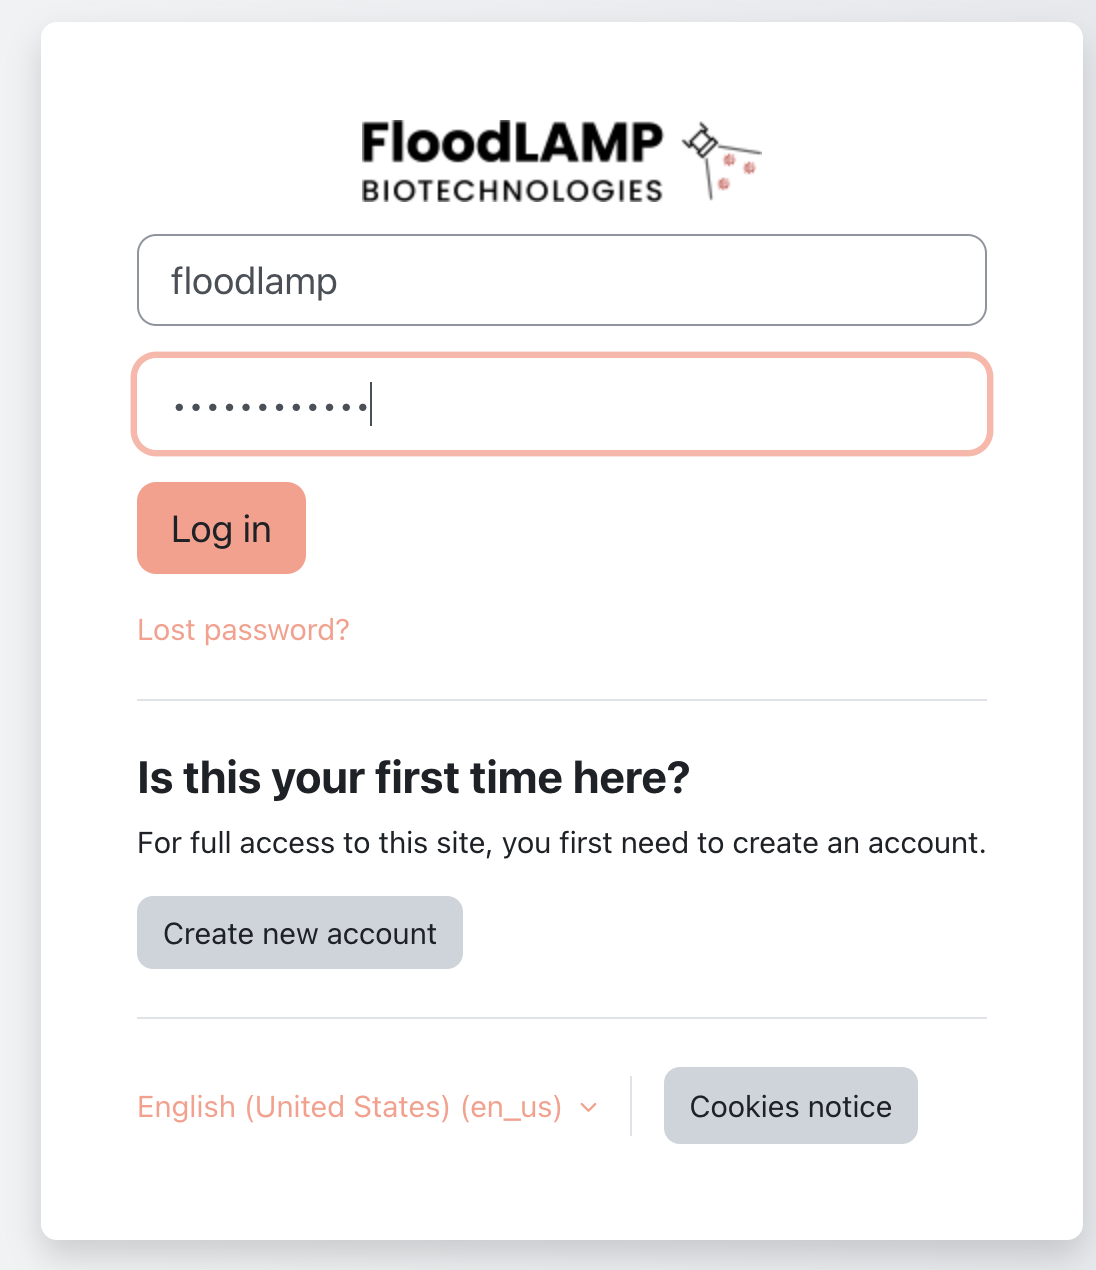 FloodLAMP
BIOTECHNOLOGIES
floodlamp
••••••••••••
Log in
Lost password?
Is this your first time here?
For full access to this site, you first need to create an account.
Create new account
English (United States) (en_us)
Cookies notice